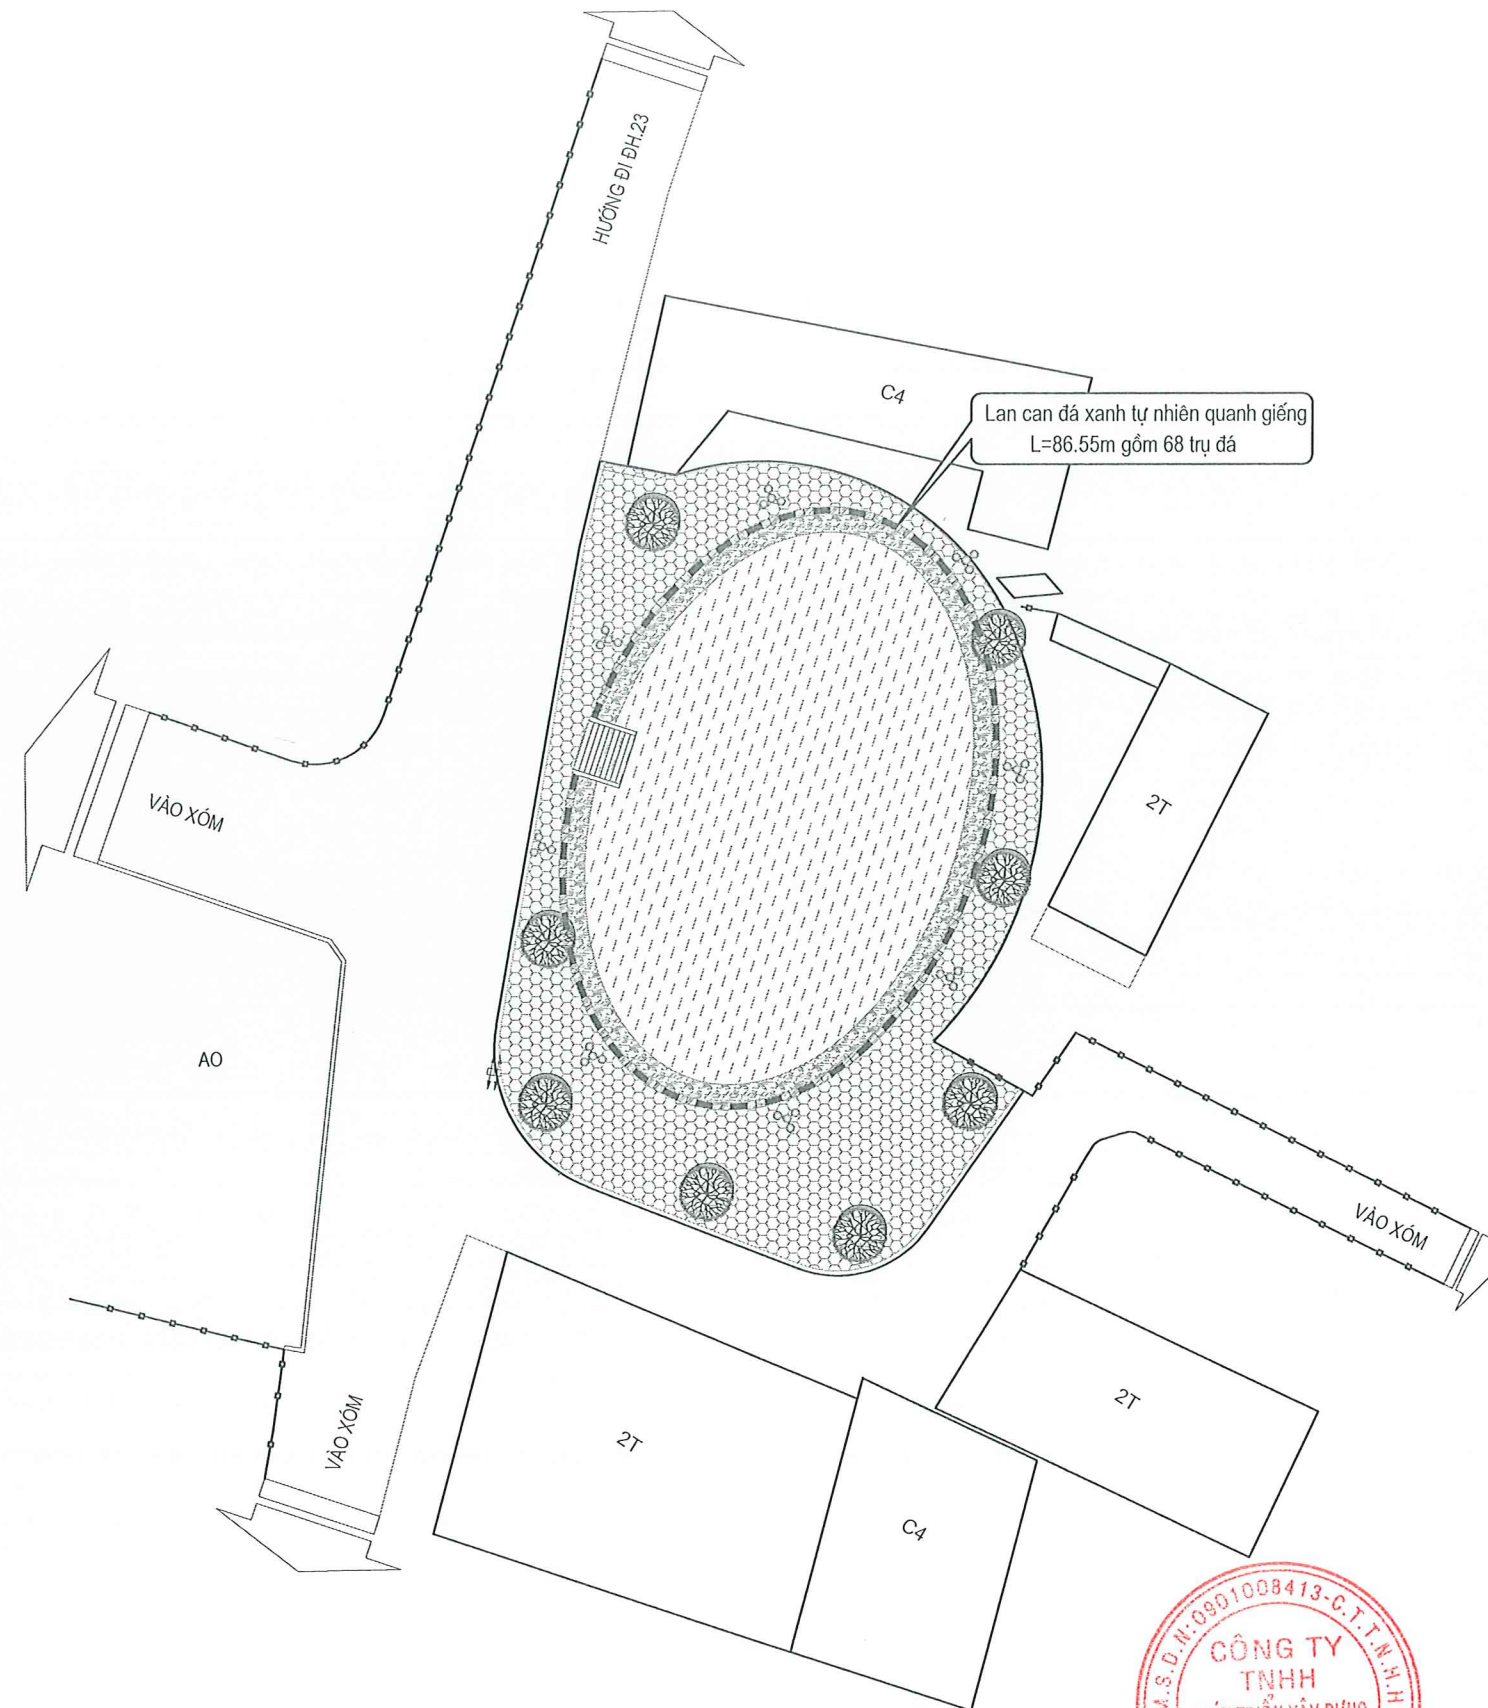 HƯỚNG ĐI ĐH.23
C4
Lan can đá xanh tự nhiên quanh giếng
L=86.55m gồm 68 trụ đá
VÀO XÓM
2T
AO
VÀO XÓM
2T
VÀO XÓM
2T
C4
M.S.D.N:0901008413-C.T.T.N.H.H
CÔNG TY
TNHH